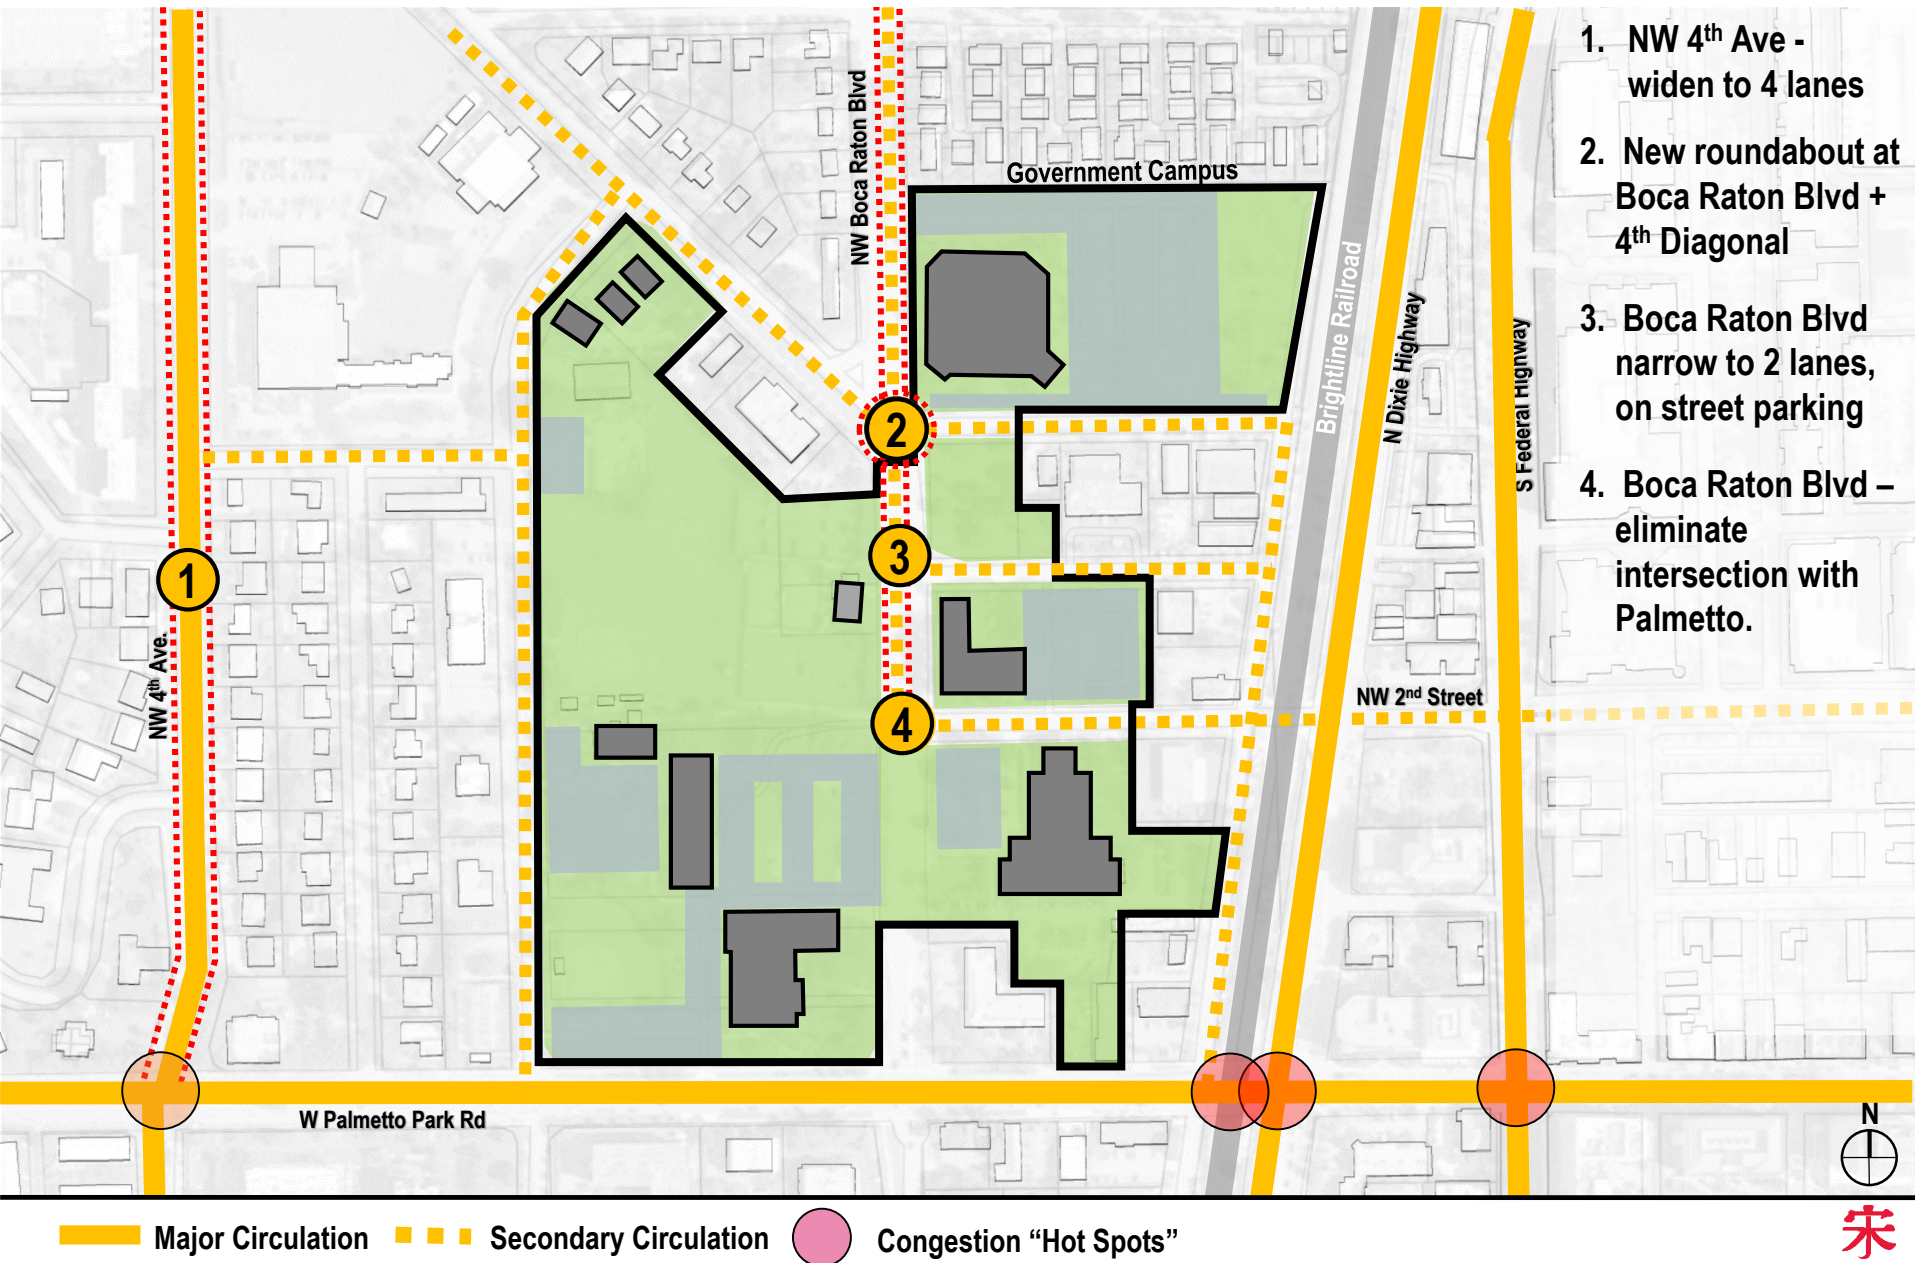 1. NW 4th Ave -
widen to 4 lanes
2. New roundabout at
Boca Raton Blvd +
4th Diagonal
3. Boca Raton Blvd
narrow to 2 lanes,
on street parking
4. Boca Raton Blvd –
eliminate
intersection with
Palmetto.
Government Campus
NW Boca Raton Blvd
Brightline Railroad
N Dixie Highway
S Federal Highway
2
3
1
4
NW 4th Ave.
NW 2nd Street
W Palmetto Park Rd
N
Major Circulation
Secondary Circulation
Congestion “Hot Spots”
宋